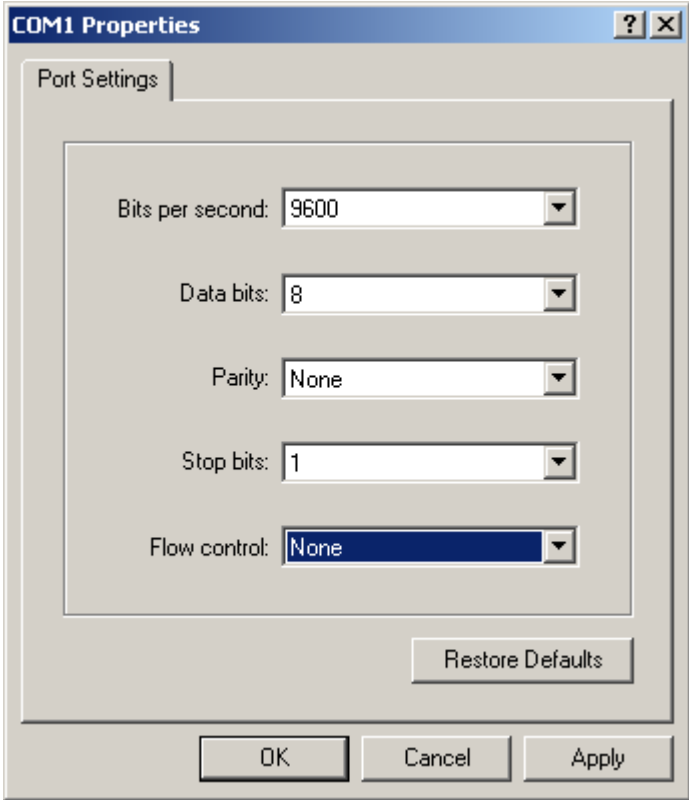 COM1 Properties
Port Settings
Bits per second: 9600
Data bits: 8
Parity: None
Stop bits: 1
Flow control: None
Restore Defaults
OK Cancel Apply